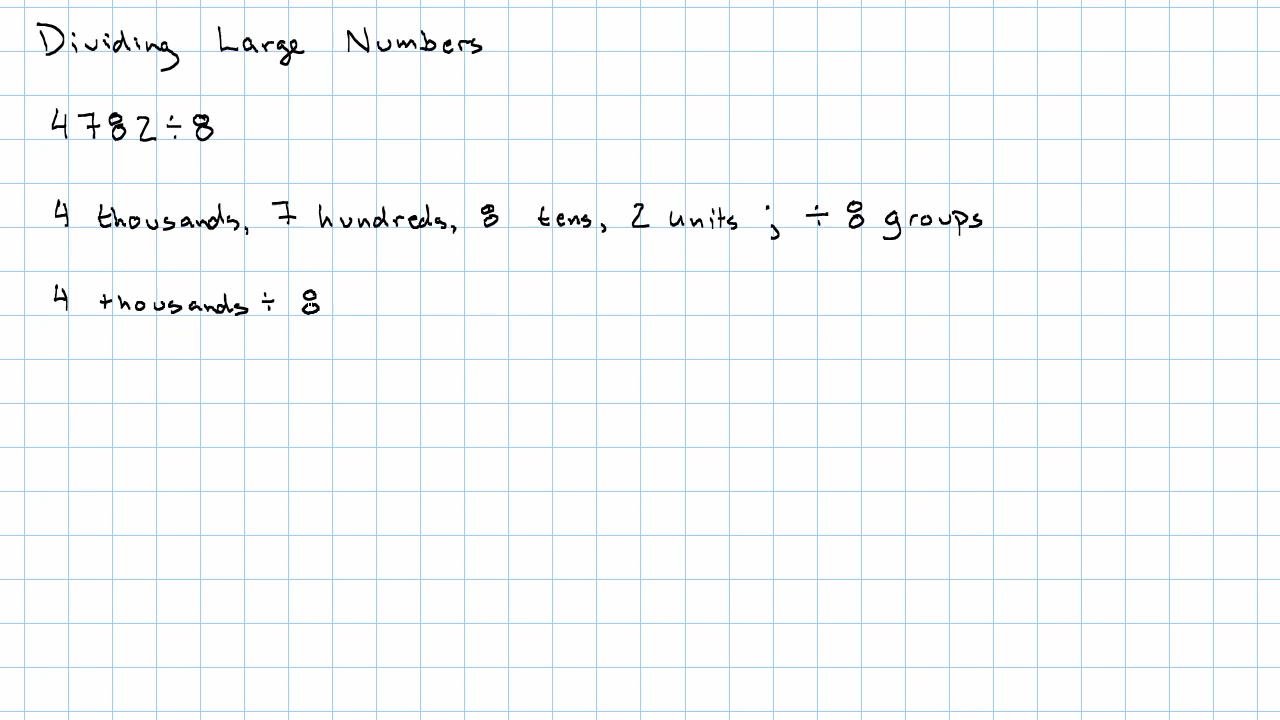 Dividing Large Numbers
4782÷8
4 thousands, 7 hundreds, 8 tens, 2 units ; ÷ 8 groups
4 thousands ÷ 8